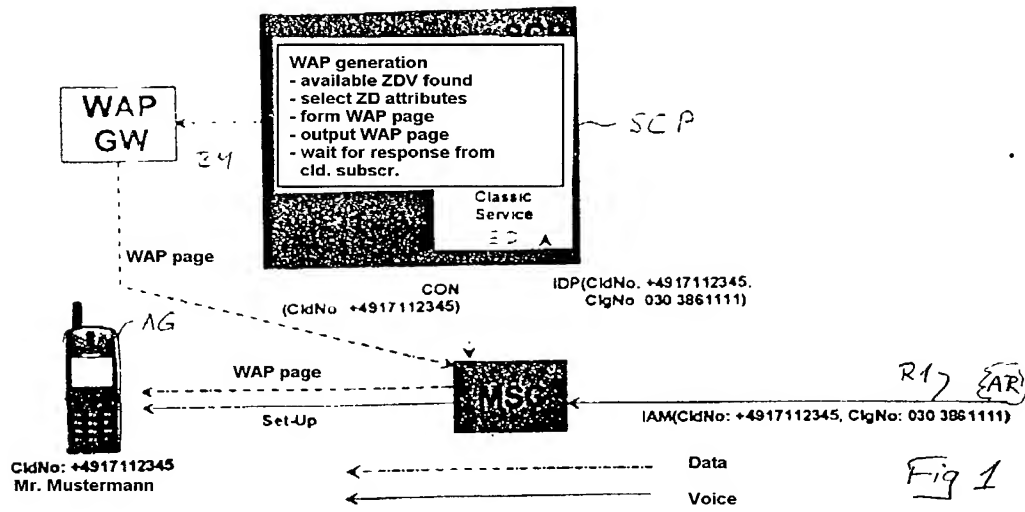 SCP
WAP generation
- available ZDV found
- select ZD attributes
- form WAP page
- output WAP page
- wait for response from
cld. subscr.
SCP
WAP
GW
Classic
Service
WAP page
CON
(CldNo +4917112345)
IDP(CldNo. +4917112345,
ClgNo 030 3861111)
AG
WAP page
Set-Up
MSC
R1
AR
IAM(CldNo: +4917112345, ClgNo: 030 3861111)
CldNo: +4917112345
Mr. Mustermann
Data
Voice
Fig 1